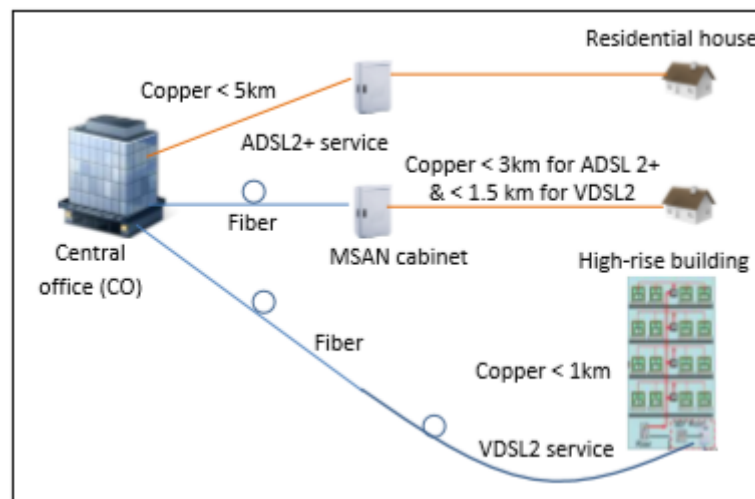 Residential house
Copper < 5km
ADSL2+ service
Copper < 3km for ADSL 2+
& < 1.5 km for VDSL2
Fiber
MSAN cabinet
Central
office (CO)
High-rise building
Fiber
Copper < 1km
VDSL2 service